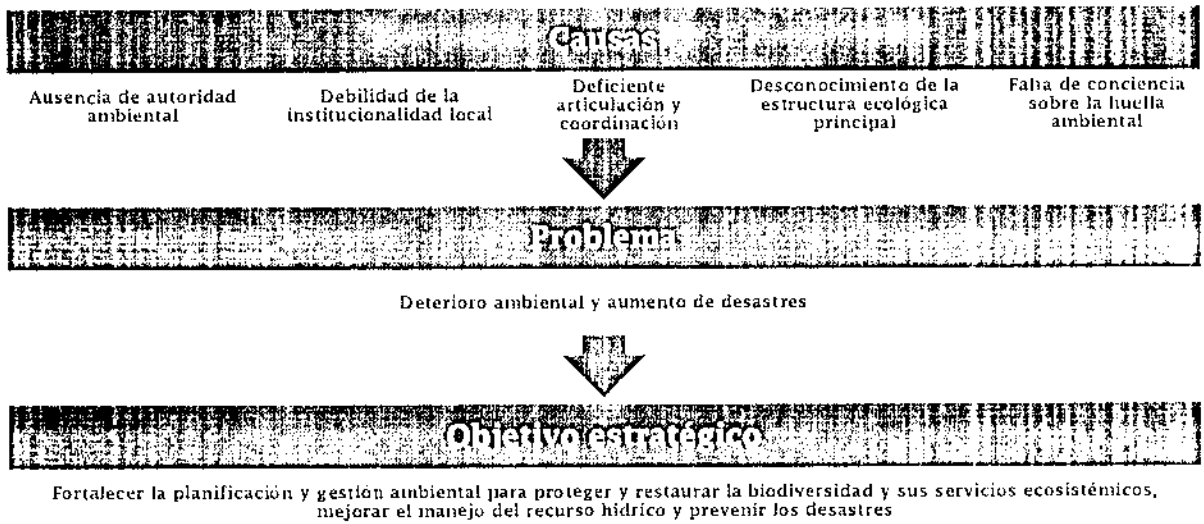 Causas
Ausencia de autoridad
ambiental
Debilidad de la
institucionalidad local
Deficiente
articulación y
coordinación
Desconocimiento de la
estructura ecológica
principal
Falta de conciencia
sobre la huella
ambiental
Problema
Deterioro ambiental y aumento de desastres
Objetivo estratégico
Fortalecer la planificación y gestión ambiental para proteger y restaurar la biodiversidad y sus servicios ecosistémicos,
mejorar el manejo del recurso hídrico y prevenir los desastres